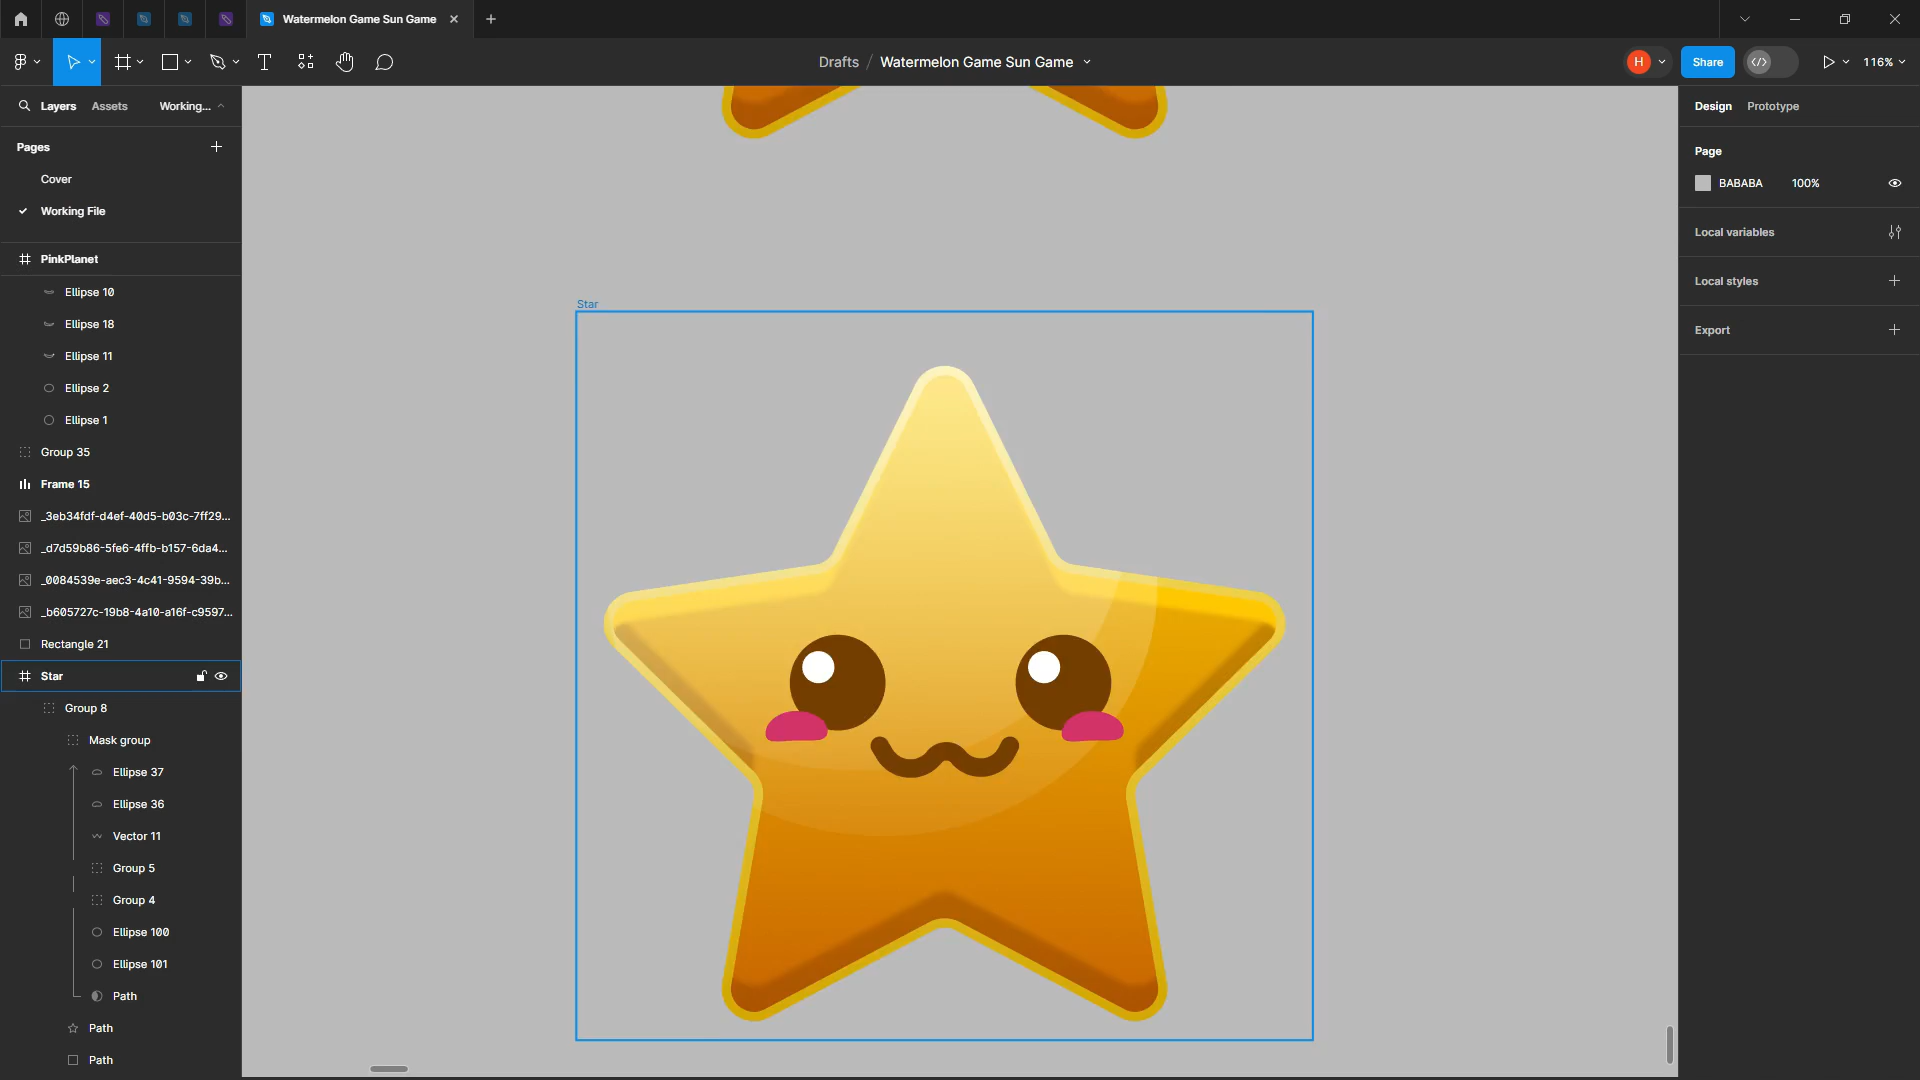 Watermelon Game Sun Game
Drafts / Watermelon Game Sun Game
H
Share
116%
Layers
Assets
Working...
Pages
Cover
Working File
PinkPlanet
Ellipse 10
Ellipse 18
Ellipse 11
Ellipse 2
Ellipse 1
Group 35
Frame 15
_3eb34fdf-d4ef-40d5-b03c-7ff29...
_d7d59b86-5fe6-4ffb-b157-6da4...
_0084539e-aec3-4c41-9594-39b...
_b605727c-19b8-4a10-a16f-c9597...
Rectangle 21
Star
Group 8
Mask group
Ellipse 37
Ellipse 36
Vector 11
Group 5
Group 4
Ellipse 100
Ellipse 101
Path
Path
Path
Star
Design
Prototype
Page
BABABA
100%
Local variables
Local styles
Export